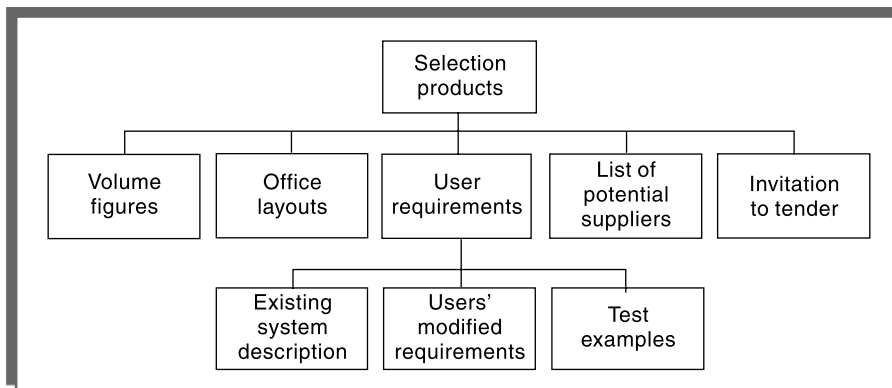 Selection
products
Volume
figures
Office
layouts
User
requirements
List of
potential
suppliers
Invitation
to tender
Existing
system
description
Users'
modified
requirements
Test
examples